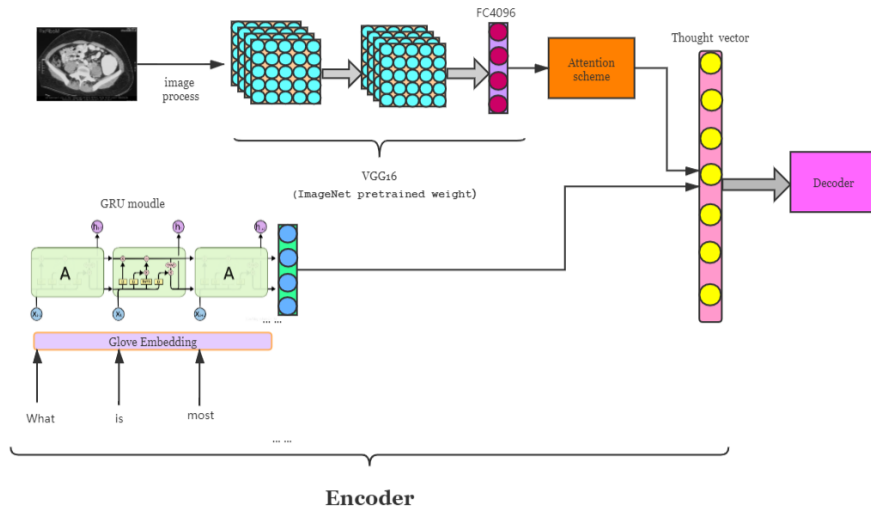 FC4096
Thought vector
image
process
Attention
scheme
VGG16
(ImageNet pretrained weight)
Decoder
GRU moudle
A
A
... ...
Glove Embedding
What
is
most
... ...
Encoder